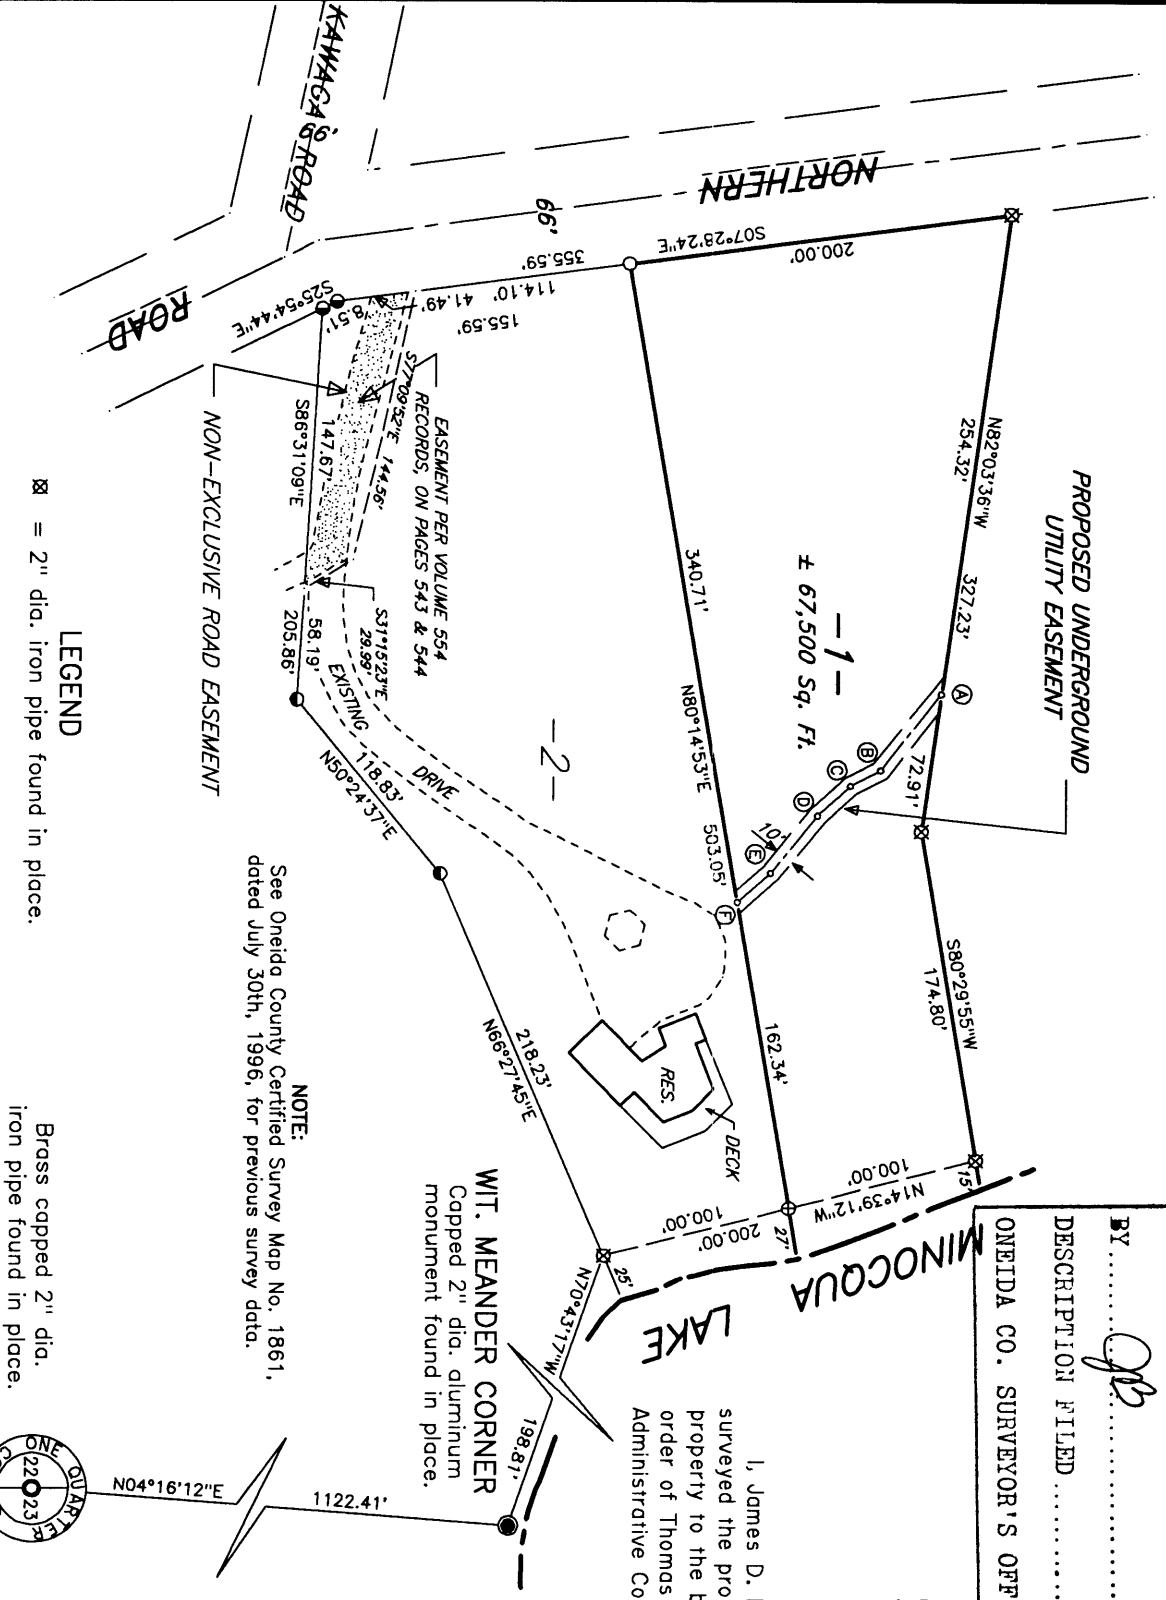 BY
DESCRIPTION FILED
ONEIDA CO. SURVEYOR'S OFF
PROPOSED UNDERGROUND
UTILITY EASEMENT
N82°03'36"W
254.32'
327.23'
72.91'
S80°29'55"W
174.80'
15'
A
B
C
D
E
F
10'
— 1 —
± 67,500 Sq. Ft.
NORTHERN
ROAD
KAWAGA ROAD
66'
66'
S07°28'24"E
200.00'
355.59'
114.10'
41.49'
155.59'
S25°54'44"E
8.51'
340.71'
N80°14'53"E
503.05'
162.34'
27'
N14°39'12"W
100.00'
100.00'
200.00'
25'
MINOCQUA
LAKE
— 2 —
EASEMENT PER VOLUME 554
RECORDS, ON PAGES 543 & 544
S77°09'52"E 144.56'
S31°15'23"E
29.99'
EXISTING
DRIVE
RES.
DECK
147.67'
S86°31'09"E
58.19'
205.86'
118.83'
N50°24'37"E
218.23'
N66°27'45"E
NON-EXCLUSIVE ROAD EASEMENT
N70°43'17"W
198.81'
WIT. MEANDER CORNER
Capped 2" dia. aluminum
monument found in place.
1122.41'
N04°16'12"E
ONE QUARTER
22 23
NOTE:
See Oneida County Certified Survey Map No. 1861,
dated July 30th, 1996, for previous survey data.
LEGEND
= 2" dia. iron pipe found in place.
Brass capped 2" dia.
iron pipe found in place.
I, James D.
surveyed the pro
property to the b
order of Thomas
Administrative Co